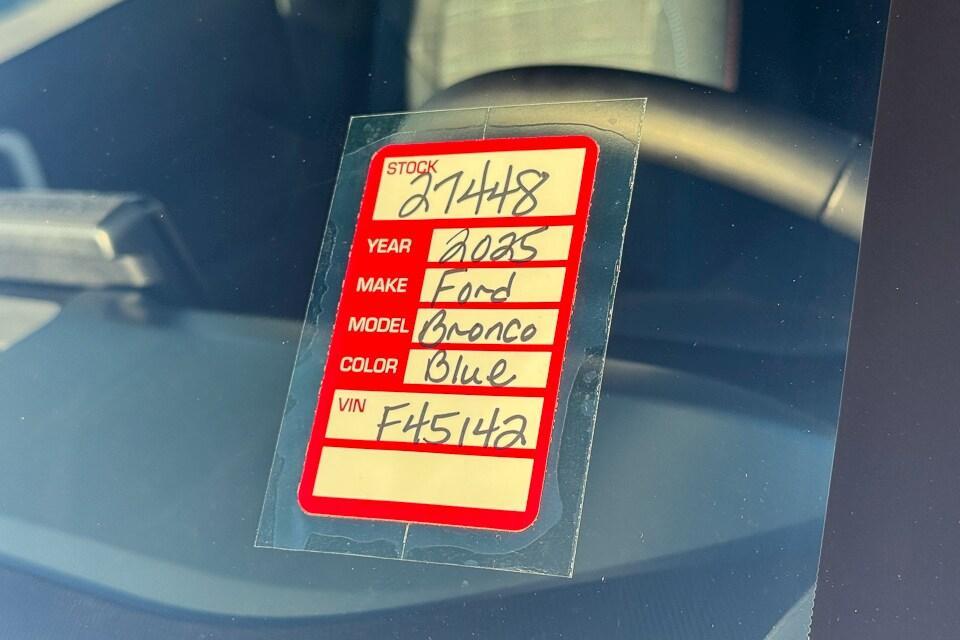 STOCK
27448
YEAR 2025
MAKE Ford
MODEL Bronco
COLOR Blue
VIN F45142